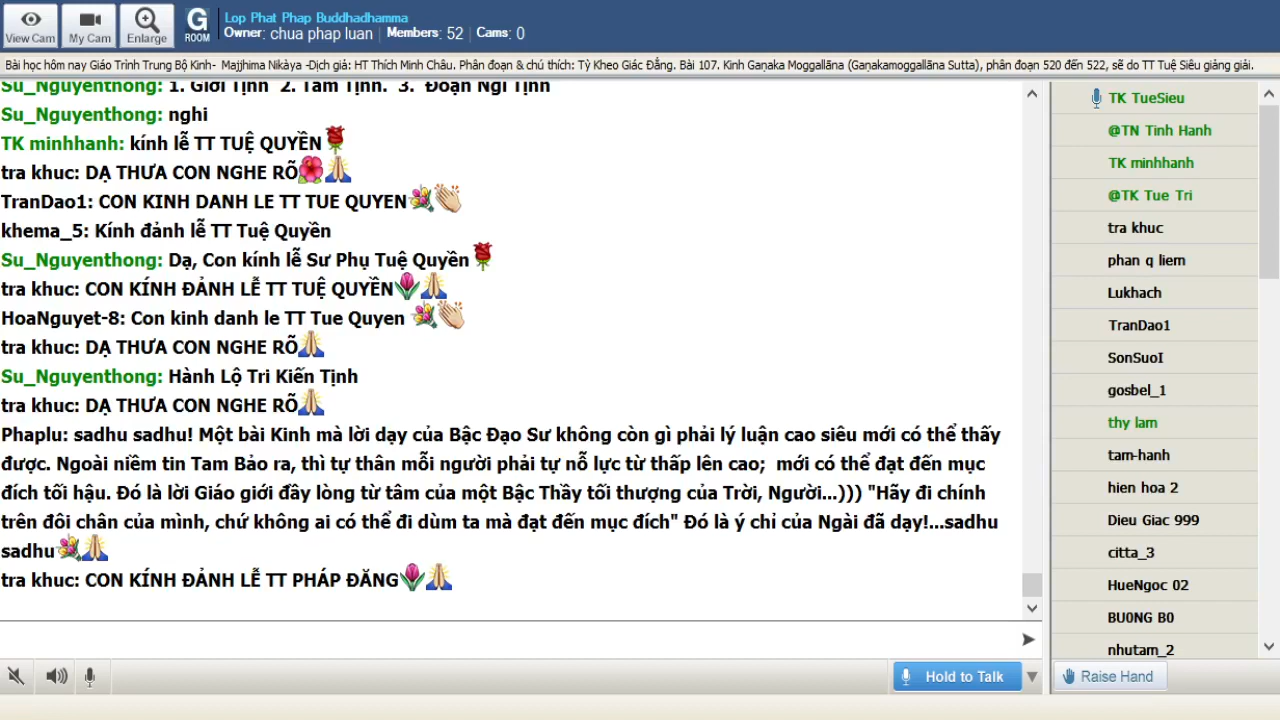 View Cam
My Cam
Enlarge
G ROOM
Lop Phat Phap Buddhadhamma
Owner: chua phap luan | Members: 52 | Cams: 0
Bài học hôm nay Giáo Trình Trung Bộ Kinh- Majjhima Nikàya -Dịch giả: HT Thích Minh Châu. Phân đoạn & chú thích: Tỳ Kheo Giác Đẳng. Bài 107. Kinh Gaṇaka Moggallāna (Gaṇakamoggallāna Sutta), phân đoạn 520 đến 522, sẽ do TT Tuệ Siêu giảng giải.
Su_Nguyenthong: 1. Giới Tịnh 2. Tâm Tịnh. 3. Đoạn Nghi Tịnh
Su_Nguyenthong: nghi
TK minhhanh: kính lễ TT TUỆ QUYỀN🌹
tra khuc: DẠ THƯA CON NGHE RÕ🌺🙏
TranDao1: CON KINH DANH LE TT TUE QUYEN💐👏
khema_5: Kính đảnh lễ TT Tuệ Quyền
Su_Nguyenthong: Dạ, Con kính lễ Sư Phụ Tuệ Quyền🌹
tra khuc: CON KÍNH ĐẢNH LỄ TT TUỆ QUYỀN🌷🙏
HoaNguyet-8: Con kinh danh le TT Tue Quyen 💐👏
tra khuc: DẠ THƯA CON NGHE RÕ🙏
Su_Nguyenthong: Hành Lộ Tri Kiến Tịnh
tra khuc: DẠ THƯA CON NGHE RÕ🙏
Phaplu: sadhu sadhu! Một bài Kinh mà lời dạy của Bậc Đạo Sư không còn gì phải lý luận cao siêu mới có thể thấy
được. Ngoài niềm tin Tam Bảo ra, thì tự thân mỗi người phải tự nỗ lực từ thấp lên cao;  mới có thể đạt đến mục
đích tối hậu. Đó là lời Giáo giới đầy lòng từ tâm của một Bậc Thầy tối thượng của Trời, Người...))) "Hãy đi chính
trên đôi chân của mình, chứ không ai có thể đi dùm ta mà đạt đến mục đích" Đó là ý chỉ của Ngài đã dạy!...sadhu
sadhu💐🙏
tra khuc: CON KÍNH ĐẢNH LỄ TT PHÁP ĐĂNG🌷🙏
TK TueSieu
@TN Tinh Hanh
TK minhhanh
@TK Tue Tri
tra khuc
phan q liem
Lukhach
TranDao1
SonSuoI
gosbel_1
thy lam
tam-hanh
hien hoa 2
Dieu Giac 999
citta_3
HueNgoc 02
BU0NG B0
nhutam_2
Hold to Talk
Raise Hand